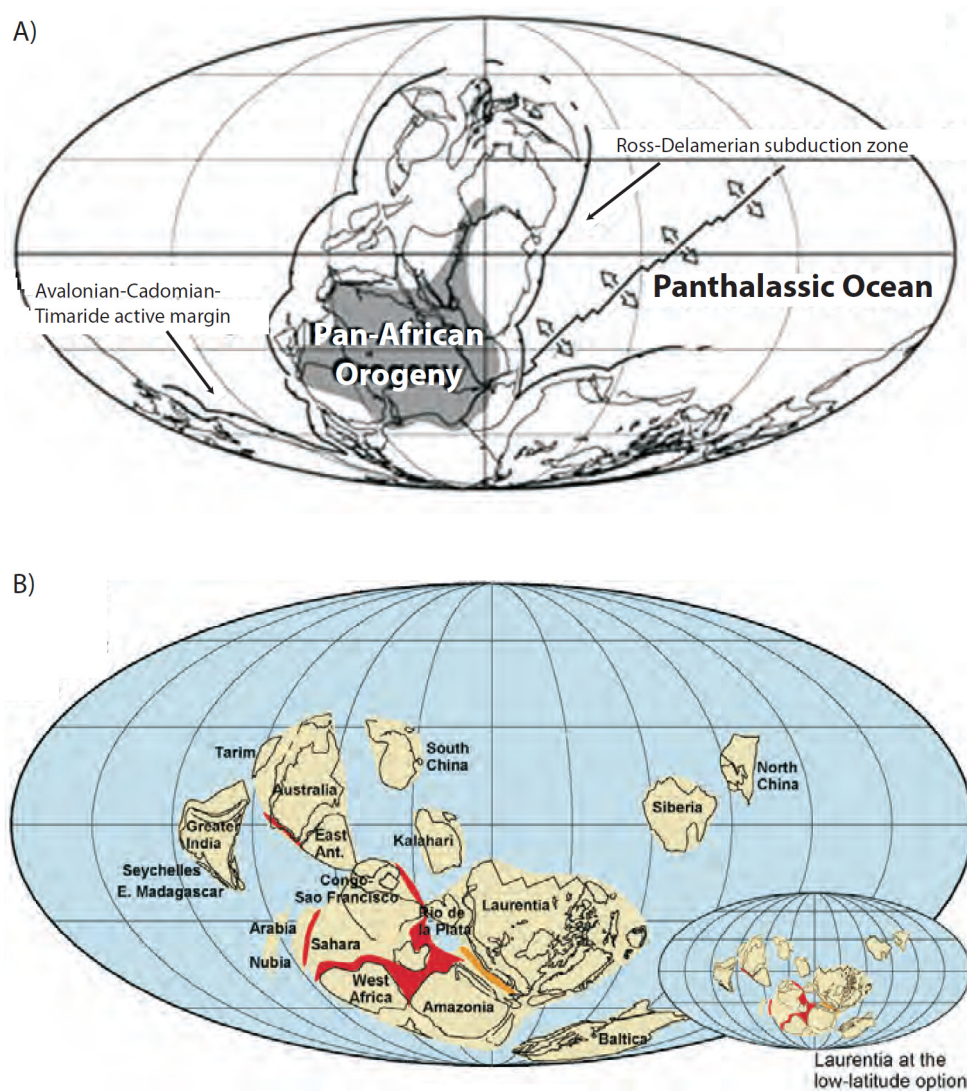 A)
Ross-Delamerian subduction zone
Panthalassic Ocean
Avalonian-Cadomian-
Timaride active margin
Pan-African
Orogeny
B)
Tarim
South
China
Australia
North
China
Siberia
Greater
India
East
Ant.
Kalahari
Seychelles
E. Madagascar
Congo-
Sao Francisco
Laurentia
Rio de
la Plata
Arabia
Sahara
Nubia
West
Africa
Amazonia
Baltica
Laurentia at the
low-latitude option